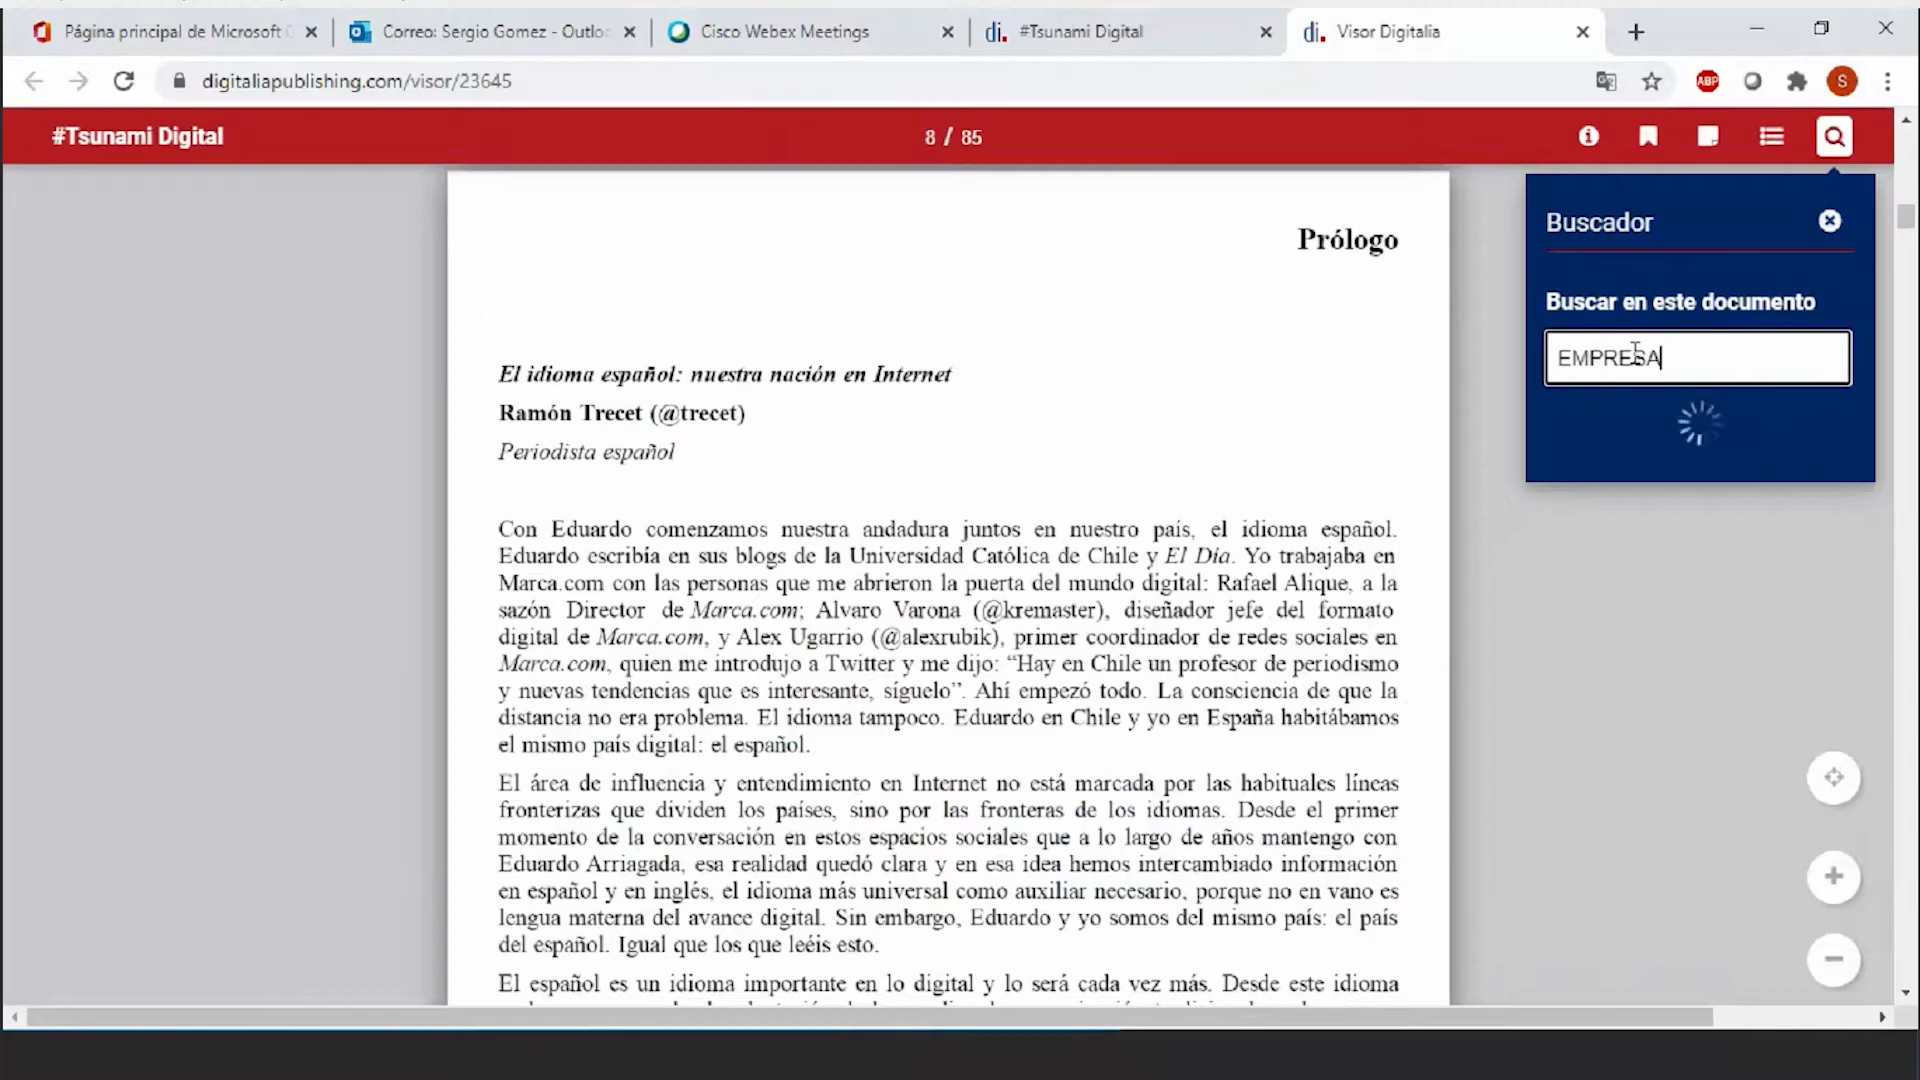 Página principal de Microsoft
Correo: Sergio Gomez - Outlo
Cisco Webex Meetings
di. #Tsunami Digital
di. Visor Digitalia
digitaliapublishing.com/visor/23645
ABP
S
#Tsunami Digital
8 / 85
Prólogo
El idioma español: nuestra nación en Internet
Ramón Trecet (@trecet)
Periodista español
Con Eduardo comenzamos nuestra andadura juntos en nuestro país, el idioma español.
Eduardo escribía en sus blogs de la Universidad Católica de Chile y El Día. Yo trabajaba en
Marca.com con las personas que me abrieron la puerta del mundo digital: Rafael Alique, a la
sazón Director de Marca.com; Alvaro Varona (@kremaster), diseñador jefe del formato
digital de Marca.com, y Alex Ugarrio (@alexrubik), primer coordinador de redes sociales en
Marca.com, quien me introdujo a Twitter y me dijo: “Hay en Chile un profesor de periodismo
y nuevas tendencias que es interesante, síguelo”. Ahí empezó todo. La consciencia de que la
distancia no era problema. El idioma tampoco. Eduardo en Chile y yo en España habitábamos
el mismo país digital: el español.
El área de influencia y entendimiento en Internet no está marcada por las habituales líneas
fronterizas que dividen los países, sino por las fronteras de los idiomas. Desde el primer
momento de la conversación en estos espacios sociales que a lo largo de años mantengo con
Eduardo Arriagada, esa realidad quedó clara y en esa idea hemos intercambiado información
en español y en inglés, el idioma más universal como auxiliar necesario, porque no en vano es
lengua materna del avance digital. Sin embargo, Eduardo y yo somos del mismo país: el país
del español. Igual que los que leéis esto.
El español es un idioma importante en lo digital y lo será cada vez más. Desde este idioma
Buscador
Buscar en este documento
EMPRESA